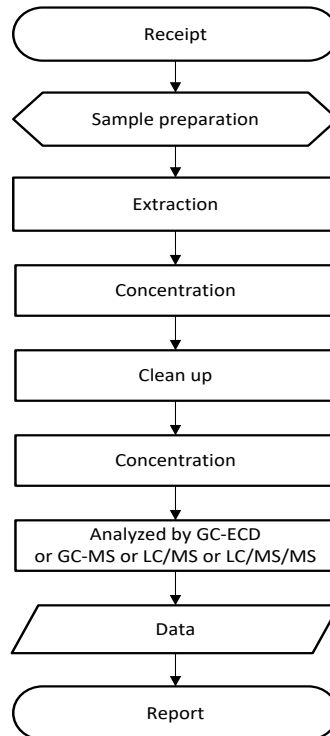 Receipt
Sample preparation
Extraction
Concentration
Clean up
Concentration
Analyzed by GC-ECD
or GC-MS or LC/MS or LC/MS/MS
Data
Report